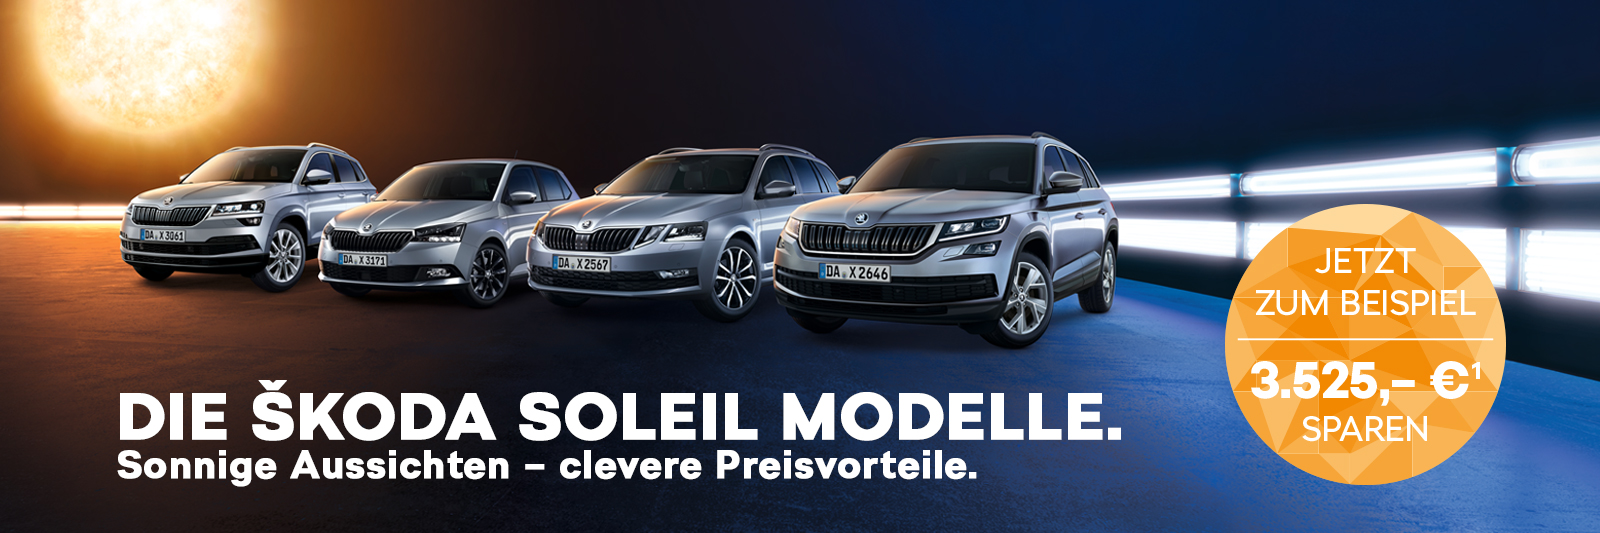 DA X 3061
DA X 3171
DA X 2567
DA X 2646
JETZT
ZUM BEISPIEL
3.525,– €¹
SPAREN
DIE ŠKODA SOLEIL MODELLE.
Sonnige Aussichten – clevere Preisvorteile.